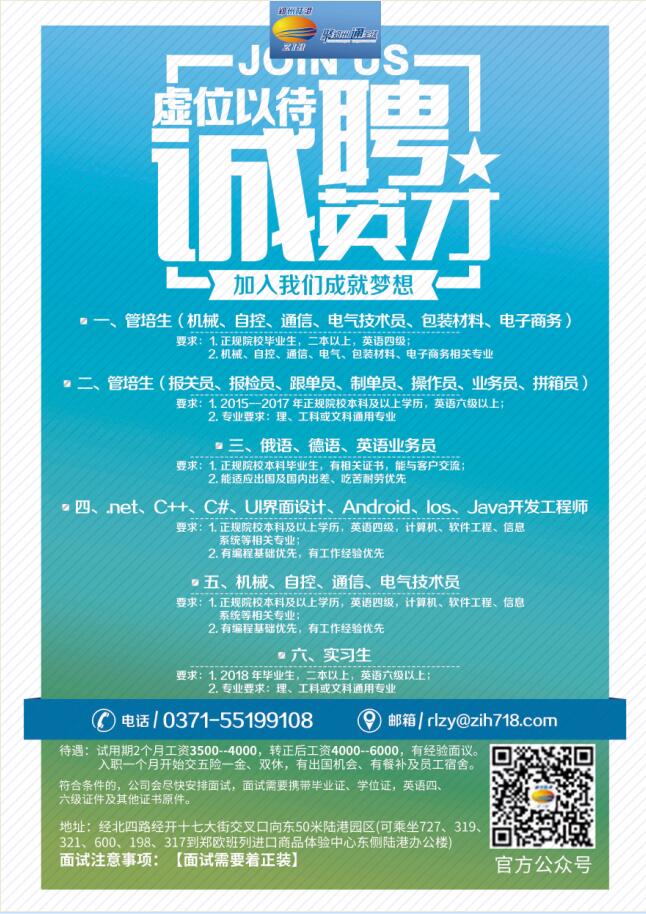 郑州陆港
ZIH
联郑州 通全球
JOIN US
虚位以待
诚聘
英才
加入我们成就梦想
一、管培生（机械、自控、通信、电气技术员、包装材料、电子商务）
要求：1. 正规院校毕业生，二本以上，英语四级；
2. 机械、自控、通信、电气、包装材料、电子商务相关专业
二、管培生（报关员、报检员、跟单员、制单员、操作员、业务员、拼箱员）
要求：1. 2015—2017 年正规院校本科及以上学历，英语六级以上；
2. 专业要求：理、工科或文科通用专业
三、俄语、德语、英语业务员
要求：1. 正规院校本科毕业生，有相关证书，能与客户交流；
2. 能适应出国及国内出差、吃苦耐劳优先
四、.net、C++、C#、UI界面设计、Android、Ios、Java开发工程师
要求：1. 正规院校本科及以上学历，英语四级，计算机、软件工程、信息
系统等相关专业；
2. 有编程基础优先，有工作经验优先
五、机械、自控、通信、电气技术员
要求：1. 正规院校本科及以上学历，英语四级，计算机、软件工程、信息
系统等相关专业；
2. 有编程基础优先，有工作经验优先
六、实习生
要求：1. 2018 年毕业生，二本以上，英语六级以上；
2. 专业要求：理、工科或文科通用专业
电话 / 0371-55199108
邮箱 / rlzy@zih718.com
待遇：试用期2个月工资3500--4000，转正后工资4000--6000，有经验面议。
入职一个月开始交五险一金、双休，有出国机会、有餐补及员工宿舍。
符合条件的，公司会尽快安排面试，面试需要携带毕业证、学位证，英语四、
六级证件及其他证书原件。
地址：经北四路经开十七大街交叉口向东50米陆港园区(可乘坐727、319、
321、600、198、317到郑欧班列进口商品体验中心东侧陆港办公楼)
面试注意事项：【面试需要着正装】
官方公众号